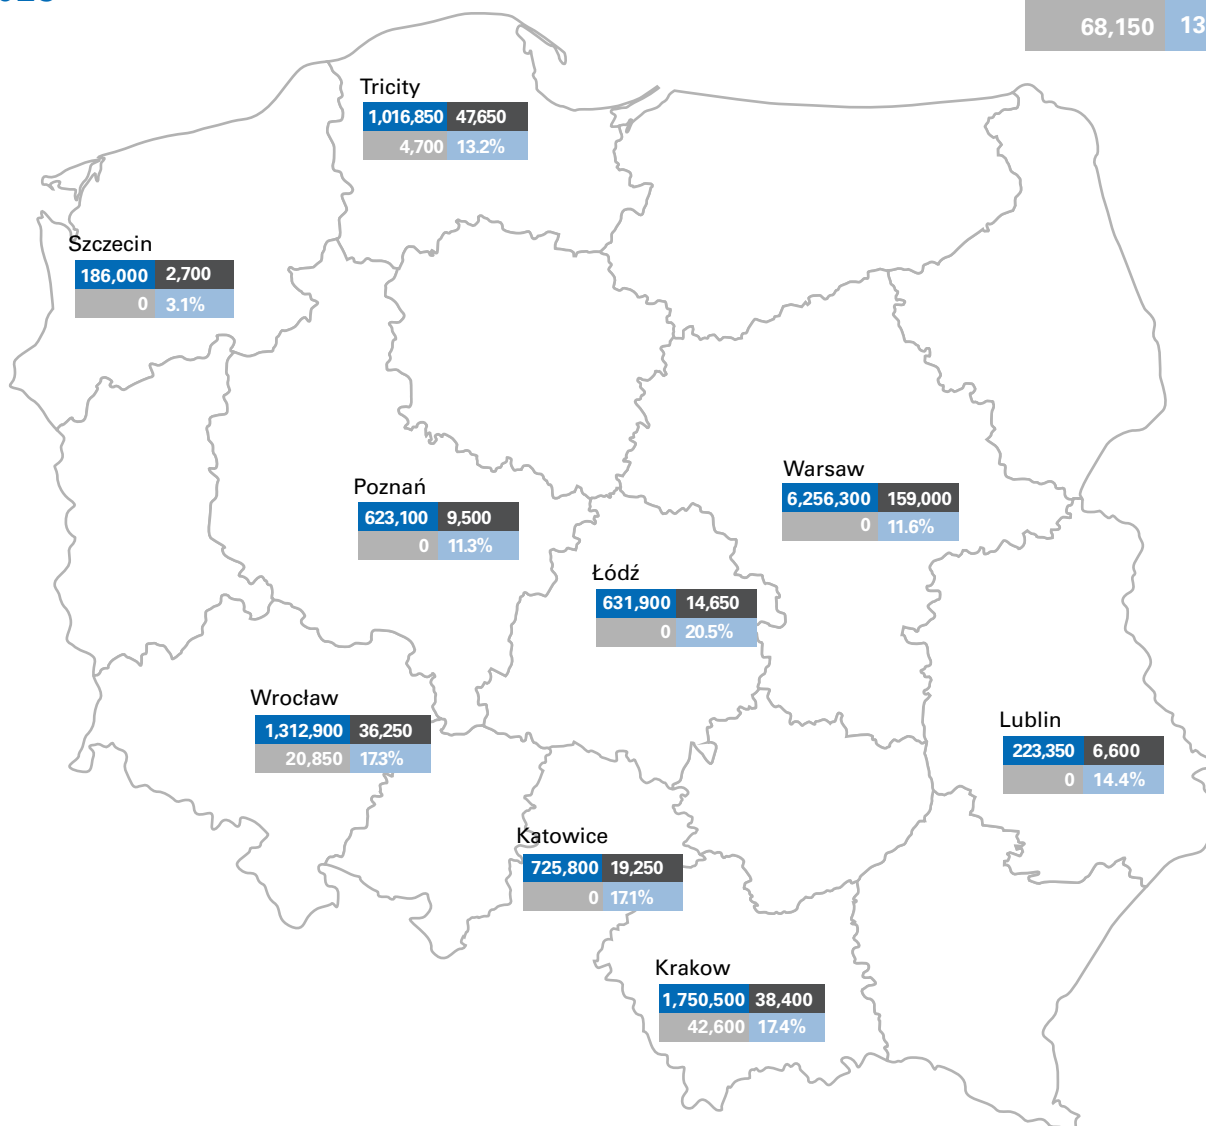 68,150 13
Tricity
1,016,850 47,650
4,700 13.2%
Szczecin
186,000 2,700
0 3.1%
Warsaw
6,256,300 159,000
0 11.6%
Poznań
623,100 9,500
0 11.3%
Łódź
631,900 14,650
0 20.5%
Wrocław
1,312,900 36,250
20,850 17.3%
Lublin
223,350 6,600
0 14.4%
Katowice
725,800 19,250
0 17.1%
Krakow
1,750,500 38,400
42,600 17.4%